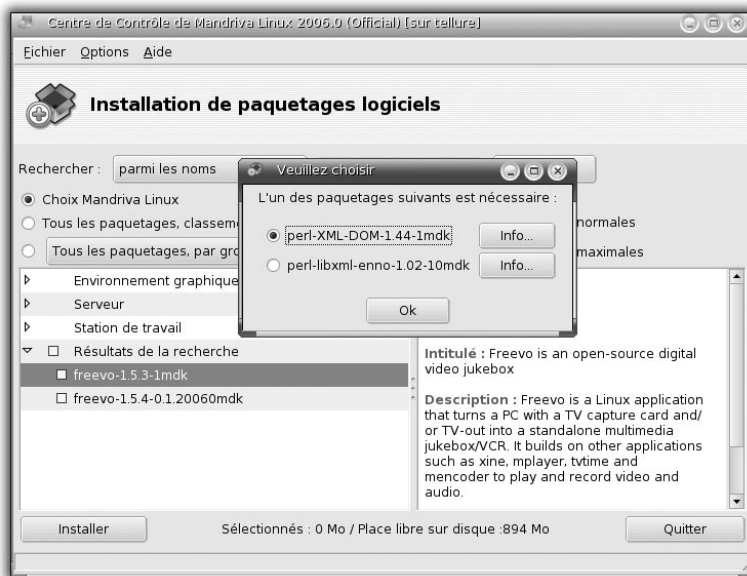 Centre de Contrôle de Mandriva Linux 2006.0 (Official) [sur tellure]
Fichier Options Aide
Installation de paquetages logiciels
Rechercher : parmi les noms
Veuillez choisir
L'un des paquetages suivants est nécessaire :
perl-XML-DOM-1.44-1mdk Info...
perl-libxml-enno-1.02-10mdk Info...
Ok
Choix Mandriva Linux
Tous les paquetages, normales
Tous les paquetages, par maximales
Environnement graphique
Serveur
Station de travail
Résultats de la recherche
freevo-1.5.3-1mdk
freevo-1.5.4-0.1.20060mdk
Intitulé : Freevo is an open-source digital
video jukebox
Description : Freevo is a Linux application
that turns a PC with a TV capture card and/
or TV-out into a standalone multimedia
jukebox/VCR. It builds on other applications
such as xine, mplayer, tvtime and
mencoder to play and record video and
audio.
Installer Sélectionnés : 0 Mo / Place libre sur disque :894 Mo Quitter